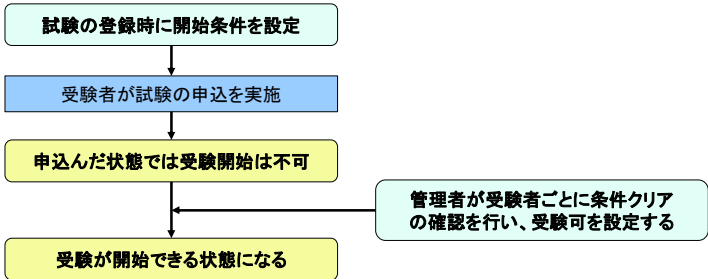 試験の登録時に開始条件を設定
受験者が試験の申込を実施
申込んだ状態では受験開始は不可
管理者が受験者ごとに条件クリア
の確認を行い、受験可を設定する
受験が開始できる状態になる